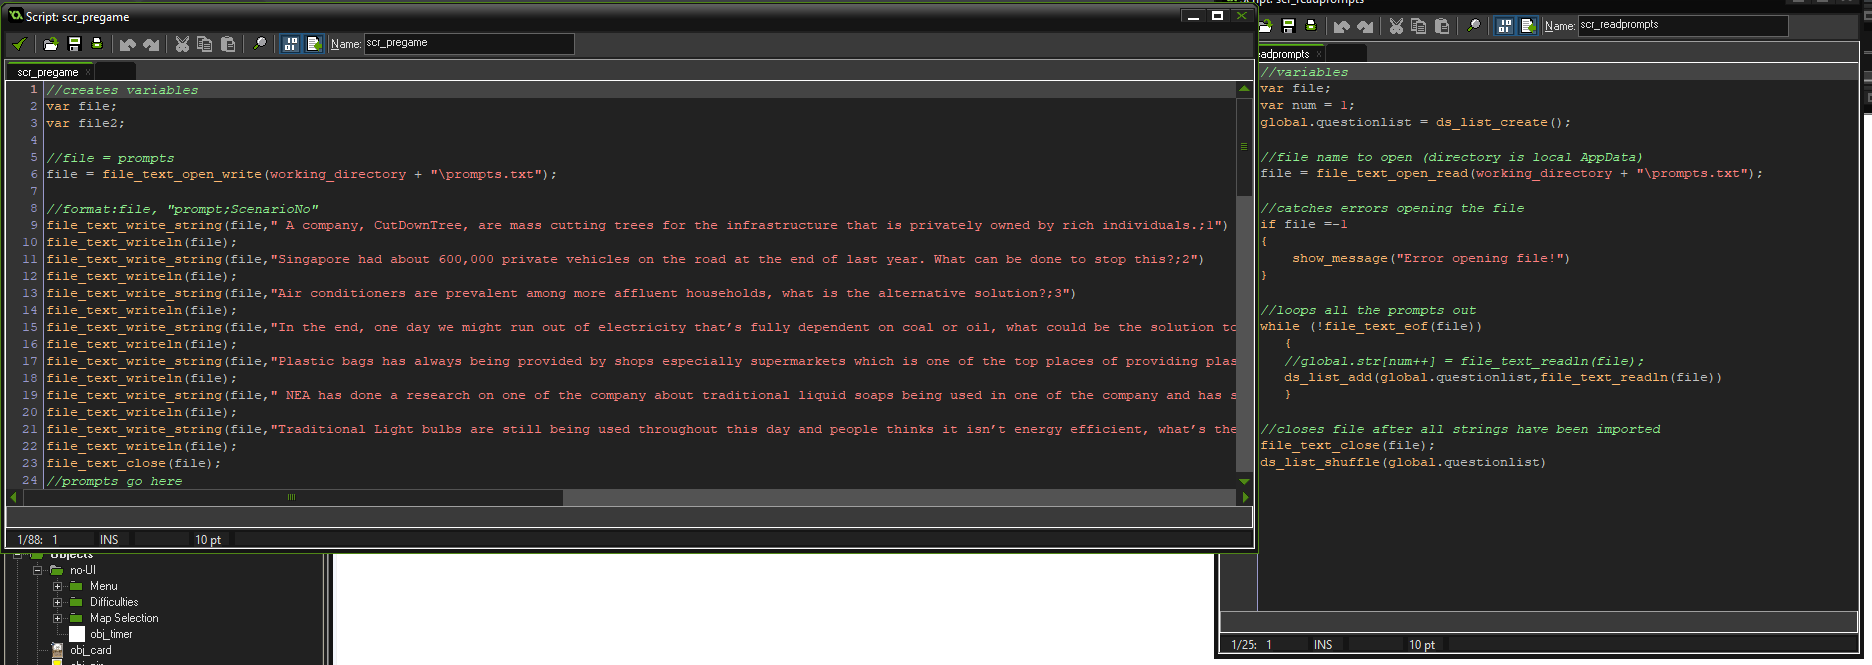 Script: scr_pregame
Name: scr_pregame
scr_pregame
1 //creates variables
2 var file;
3 var file2;
4
5 //file = prompts
6 file = file_text_open_write(working_directory + "\prompts.txt");
7
8 //format:file, "prompt;ScenarioNo"
9 file_text_write_string(file," A company, CutDownTree, are mass cutting trees for the infrastructure that is privately owned by rich individuals.;1")
10 file_text_writeln(file);
11 file_text_write_string(file,"Singapore had about 600,000 private vehicles on the road at the end of last year. What can be done to stop this?;2")
12 file_text_writeln(file);
13 file_text_write_string(file,"Air conditioners are prevalent among more affluent households, what is the alternative solution?;3")
14 file_text_writeln(file);
15 file_text_write_string(file,"In the end, one day we might run out of electricity that’s fully dependent on coal or oil, what could be the solution to
16 file_text_writeln(file);
17 file_text_write_string(file,"Plastic bags has always being provided by shops especially supermarkets which is one of the top places of providing plas
18 file_text_writeln(file);
19 file_text_write_string(file," NEA has done a research on one of the company about traditional liquid soaps being used in one of the company and has s
20 file_text_writeln(file);
21 file_text_write_string(file,"Traditional Light bulbs are still being used throughout this day and people thinks it isn’t energy efficient, what’s the
22 file_text_writeln(file);
23 file_text_close(file);
24 //prompts go here
1/88: 1 INS 10 pt
Objects
no-UI
Menu
Difficulties
Map Selection
obj_timer
obj_card
script: scr_readprompts
Name: scr_readprompts
eadprompts
//variables
var file;
var num = 1;
global.questionlist = ds_list_create();

//file name to open (directory is local AppData)
file = file_text_open_read(working_directory + "\prompts.txt");

//catches errors opening the file
if file =-1
{
show_message("Error opening file!")
}

//loops all the prompts out
while (!file_text_eof(file))
{
//global.str[num++] = file_text_readln(file);
ds_list_add(global.questionlist,file_text_readln(file))
}

//closes file after all strings have been imported
file_text_close(file);
ds_list_shuffle(global.questionlist)
1/25: 1 INS 10 pt